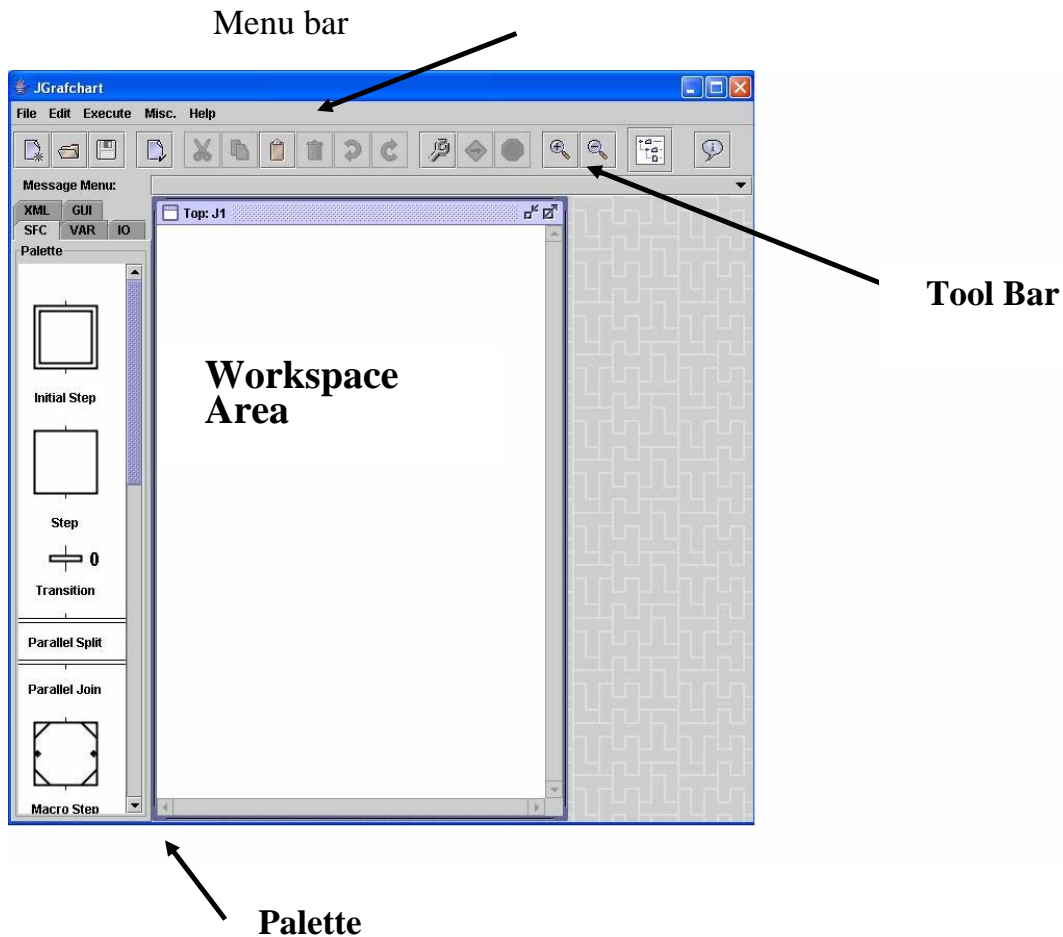 Menu bar
JGrafchart
File Edit Execute Misc. Help
Message Menu:
XML GUI
SFC VAR IO
Palette
Top: J1
Tool Bar
Workspace
Area
Initial Step
Step
0
Transition
Parallel Split
Parallel Join
Macro Step
Palette